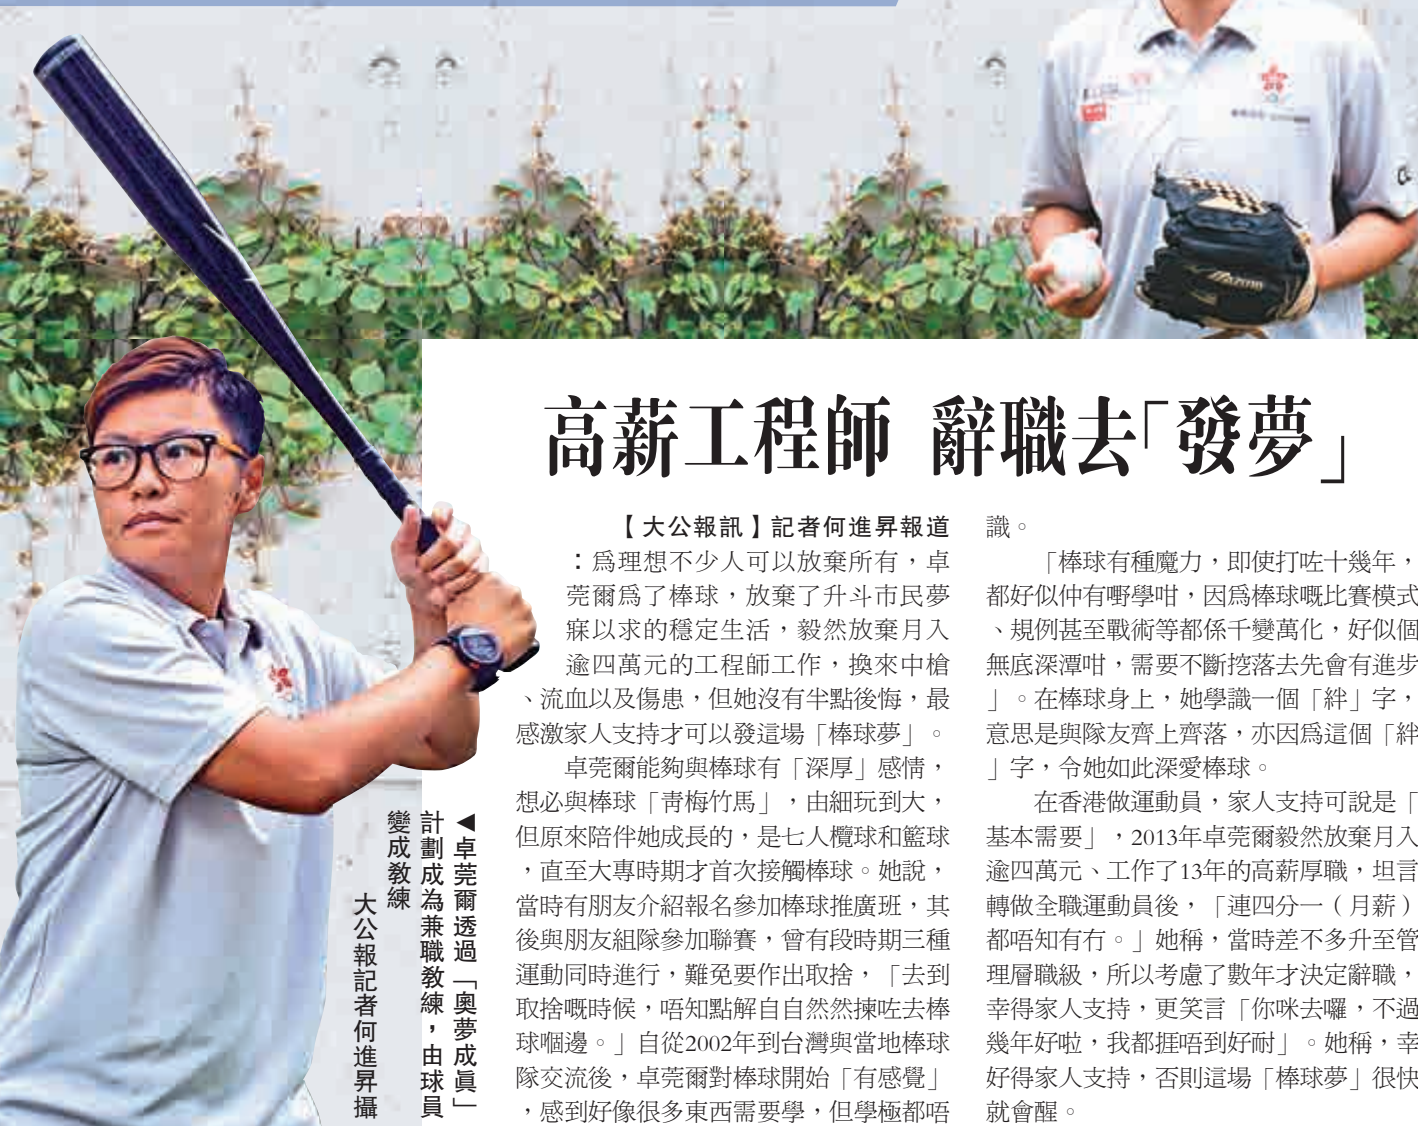 高薪工程師 辭職去「發夢」
【大公報訊】記者何進昇報道
：爲理想不少人可以放棄所有，卓
莞爾爲了棒球，放棄了升斗市民夢
寐以求的穩定生活，毅然放棄月入
逾四萬元的工程師工作，換來中槍
、流血以及傷患，但她沒有半點後悔，最
感激家人支持才可以發這場「棒球夢」。
卓莞爾能夠與棒球有「深厚」感情，
想必與棒球「靑梅竹馬」，由細玩到大，
但原來陪伴她成長的，是七人欖球和籃球
，直至大專時期才首次接觸棒球。她說，
當時有朋友介紹報名參加棒球推廣班，其
後與朋友組隊參加聯賽，曾有段時期三種
運動同時進行，難免要作出取捨，「去到
取捨嘅時候，唔知點解自自然然揀咗去棒
球嗰邊。」自從2002年到台灣與當地棒球
隊交流後，卓莞爾對棒球開始「有感覺」
，感到好像很多東西需要學，但學極都唔
識。
「棒球有種魔力，即使打咗十幾年，
都好似仲有嘢學咁，因爲棒球嘅比賽模式
、規例甚至戰術等都係千變萬化，好似個
無底深潭咁，需要不斷挖落去先會有進步
」。在棒球身上，她學識一個「絆」字，
意思是與隊友齊上齊落，亦因爲這個「絆
」字，令她如此深愛棒球。
在香港做運動員，家人支持可說是「
基本需要」，2013年卓莞爾毅然放棄月入
逾四萬元、工作了13年的高薪厚職，坦言
轉做全職運動員後，「連四分一（月薪）
都唔知有冇。」她稱，當時差不多升至管
理層職級，所以考慮了數年才決定辭職，
幸得家人支持，更笑言「你咪去囉，不過
幾年好啦，我都捱唔到好耐」。她稱，幸
好得家人支持，否則這場「棒球夢」很快
就會醒。
◀卓莞爾透過「奧夢成眞」
計劃成為兼職教練，由球員
變成教練
大公報記者何進昇攝
MIZUNO